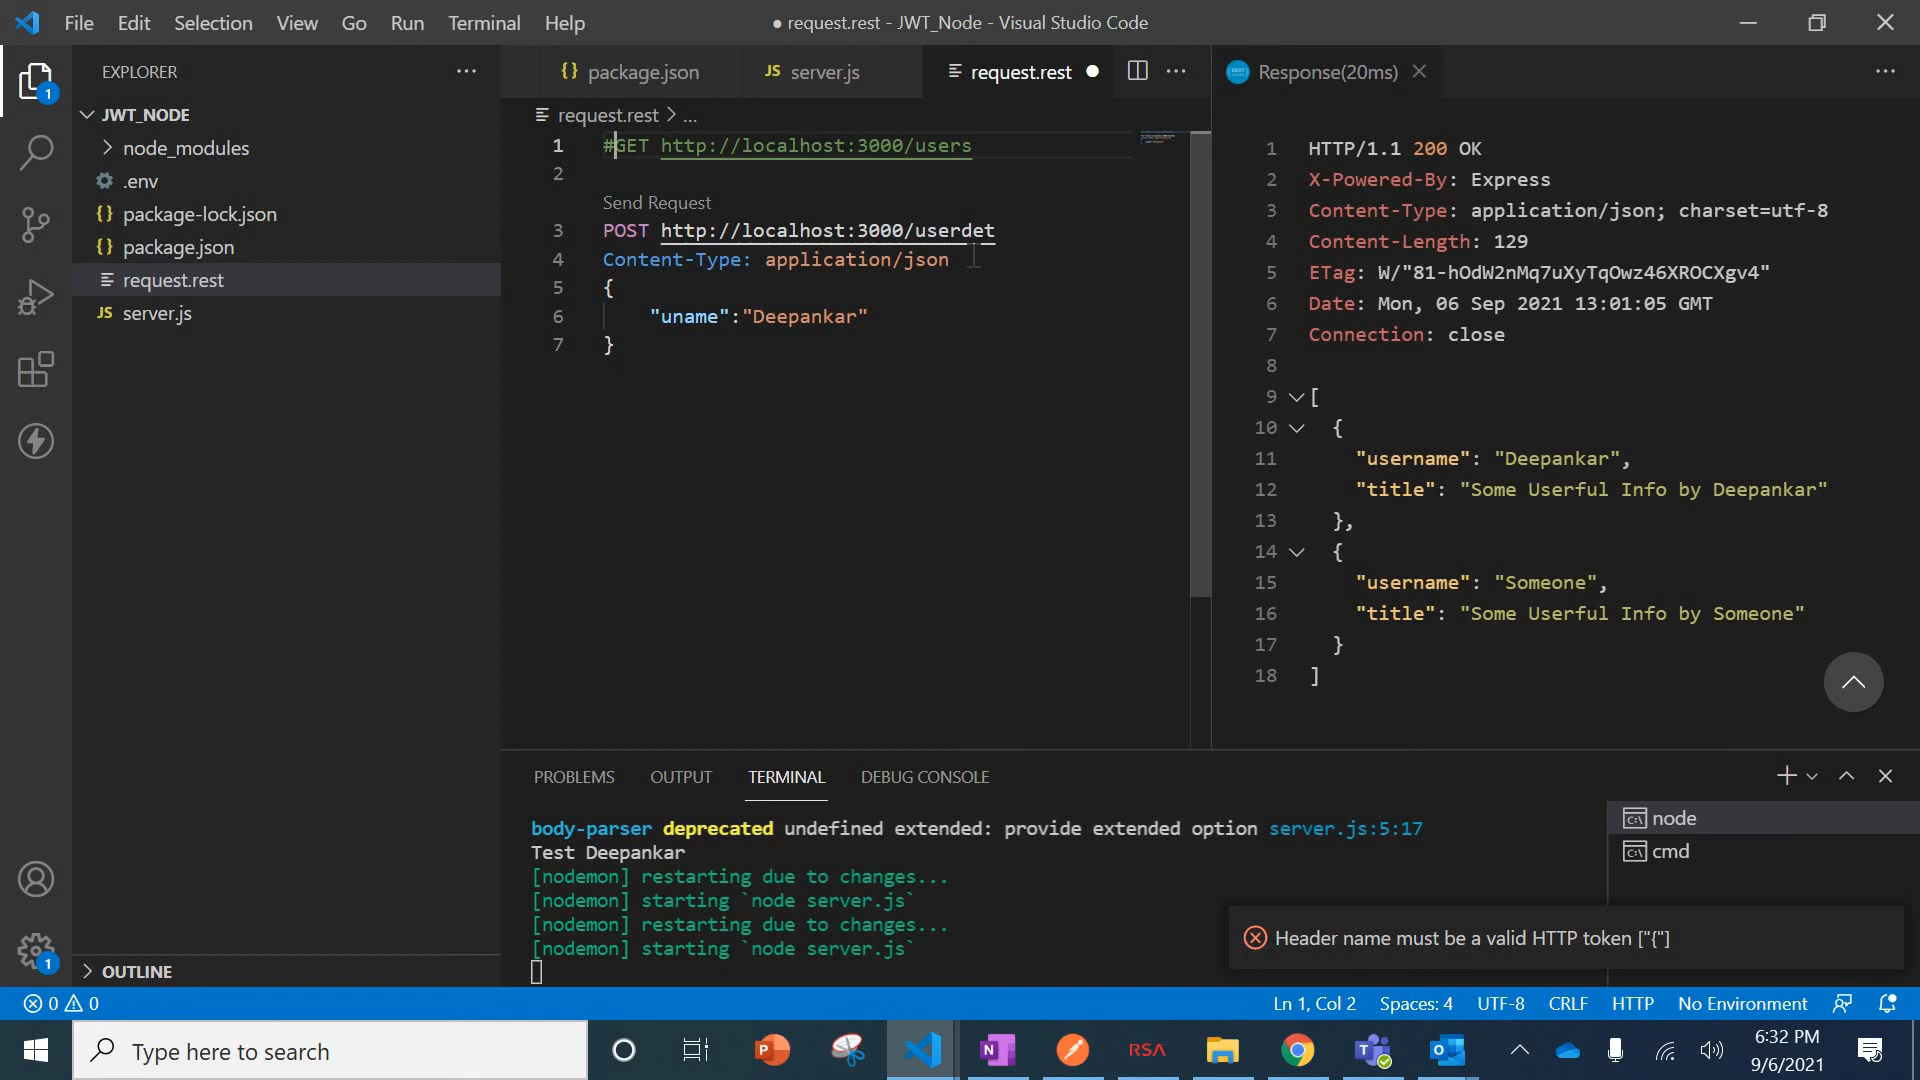 File Edit Selection View Go Run Terminal Help
● request.rest - JWT_Node - Visual Studio Code
EXPLORER
JWT_NODE
node_modules
.env
{} package-lock.json
{} package.json
request.rest
JS server.js
OUTLINE
1
1
{} package.json
JS server.js
request.rest
request.rest > ...
1 #GET http://localhost:3000/users
2
Send Request
3 POST http://localhost:3000/userdet
4 Content-Type: application/json
5 {
6 "uname":"Deepankar"
7 }
Response(20ms)
1 HTTP/1.1 200 OK
2 X-Powered-By: Express
3 Content-Type: application/json; charset=utf-8
4 Content-Length: 129
5 ETag: W/"81-hOdW2nMq7uXyTqOwz46XROCXgv4"
6 Date: Mon, 06 Sep 2021 13:01:05 GMT
7 Connection: close
8
9 [
10 {
11 "username": "Deepankar",
12 "title": "Some Userful Info by Deepankar"
13 },
14 {
15 "username": "Someone",
16 "title": "Some Userful Info by Someone"
17 }
18 ]
PROBLEMS OUTPUT TERMINAL DEBUG CONSOLE
body-parser deprecated undefined extended: provide extended option server.js:5:17
Test Deepankar
[nodemon] restarting due to changes...
[nodemon] starting `node server.js`
[nodemon] restarting due to changes...
[nodemon] starting `node server.js`
node
cmd
Header name must be a valid HTTP token ["{"]
0 0
Ln 1, Col 2 Spaces: 4 UTF-8 CRLF HTTP No Environment
Type here to search
RSA
6:32 PM
9/6/2021